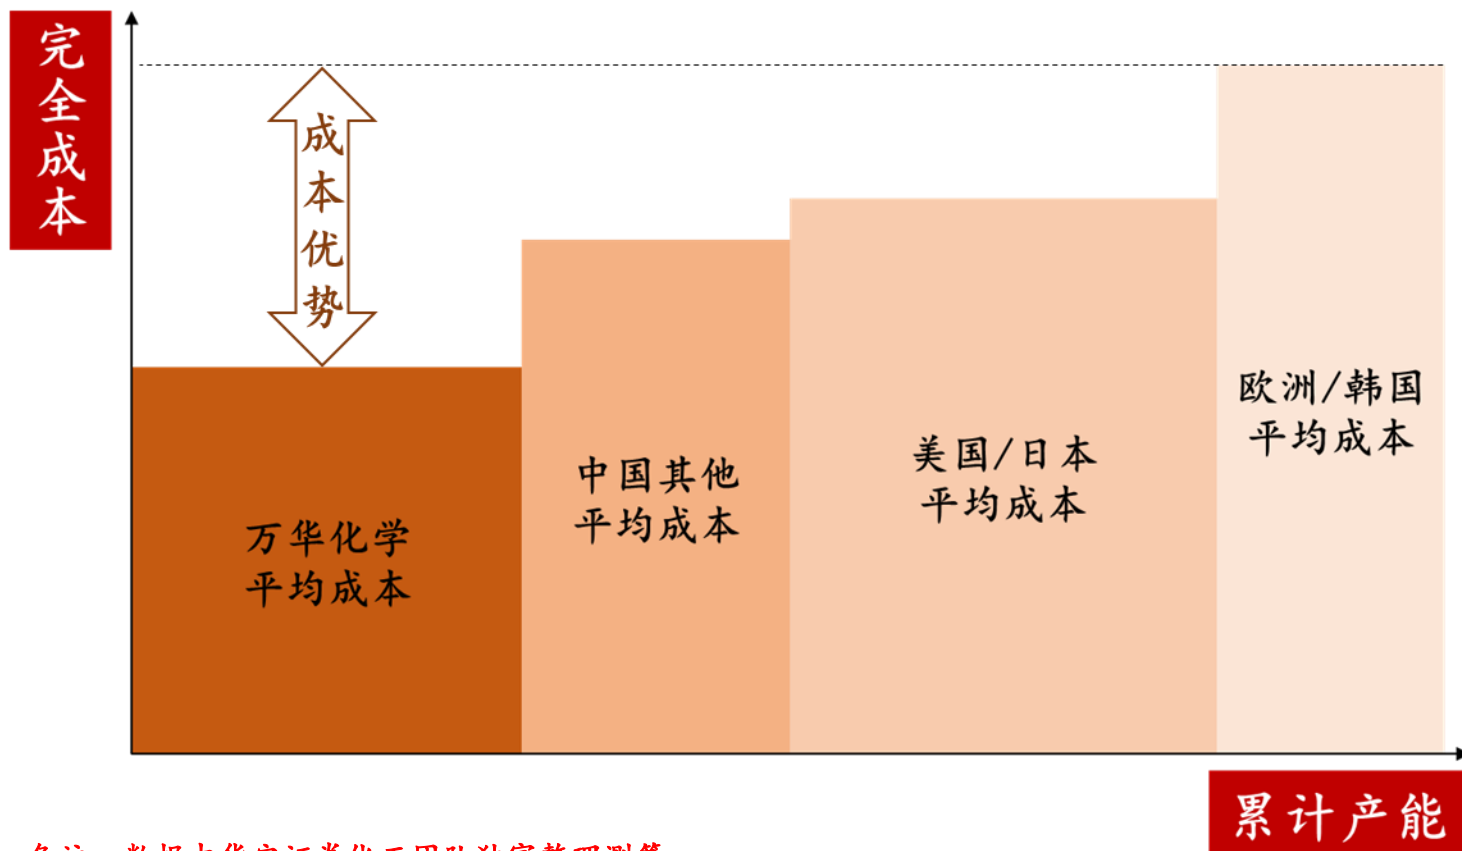 完全成本
成本优势
万华化学
平均成本
中国其他
平均成本
美国/日本
平均成本
欧洲/韩国
平均成本
累计产能